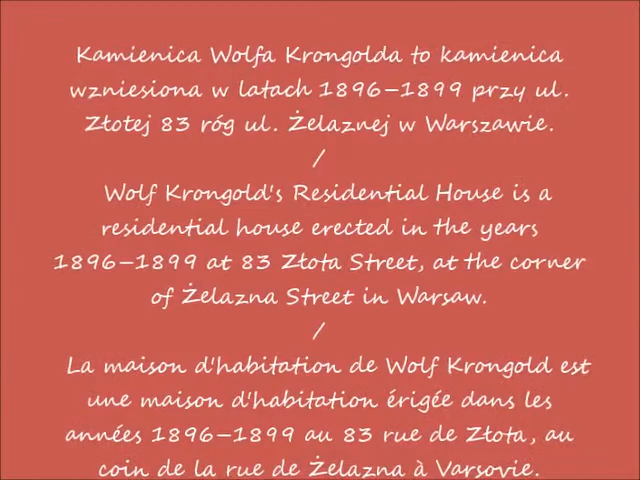 Kamienica Wolfa Krongolda to kamienica
wzniesiona w latach 1896–1899 przy ul.
Złotej 83 róg ul. Żelaznej w Warszawie.
/
Wolf Krongold's Residential House is a
residential house erected in the years
1896–1899 at 83 Złota Street, at the corner
of Żelazna Street in Warsaw.
/
La maison d'habitation de Wolf Krongold est
une maison d'habitation érigée dans les
années 1896–1899 au 83 rue de Złota, au
coin de la rue de Żelazna à Varsovie.